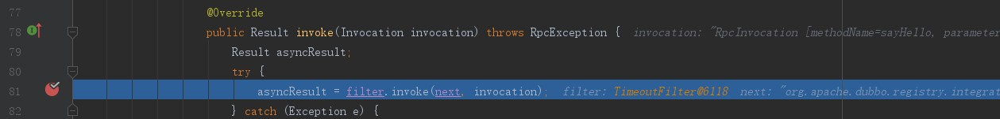 77 @Override
78 public Result invoke(Invocation invocation) throws RpcException { invocation: "RpcInvocation [methodName=sayHello, parameter
79 Result asyncResult;
80 try {
81 asyncResult = filter.invoke(next, invocation); filter: TimeoutFilter@6118 next: "org.apache.dubbo.registry.integrat
82 } catch (Exception e) {